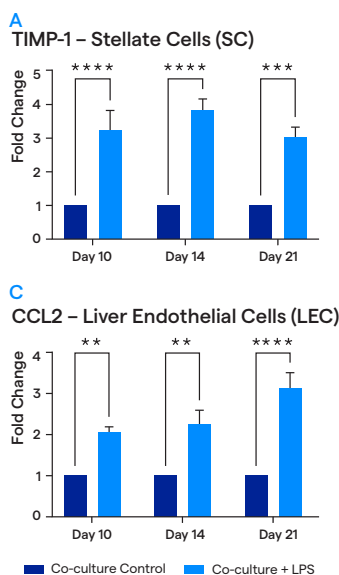 A
TIMP-1 – Stellate Cells (SC)
Fold Change
5
4
3
2
1
0
**** **** ***
Day 10 Day 14 Day 21
C
CCL2 – Liver Endothelial Cells (LEC)
Fold Change
4
3
2
1
0
** ** ****
Day 10 Day 14 Day 21
Co-culture Control Co-culture + LPS